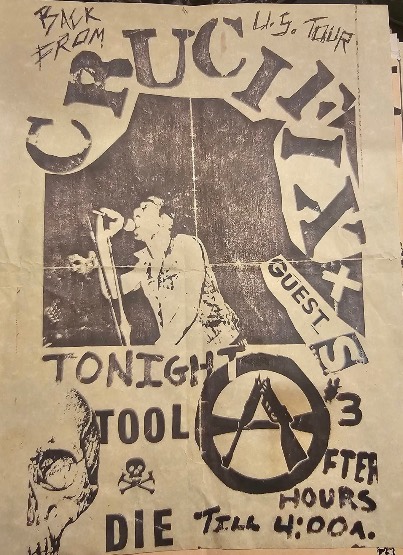 BACK
FROM
U.S. TOUR
CRUCIFIX
+
GUESTS
TONIGHT
TOOL
DIE
#3
AFTER
HOURS
TILL 4:00A.